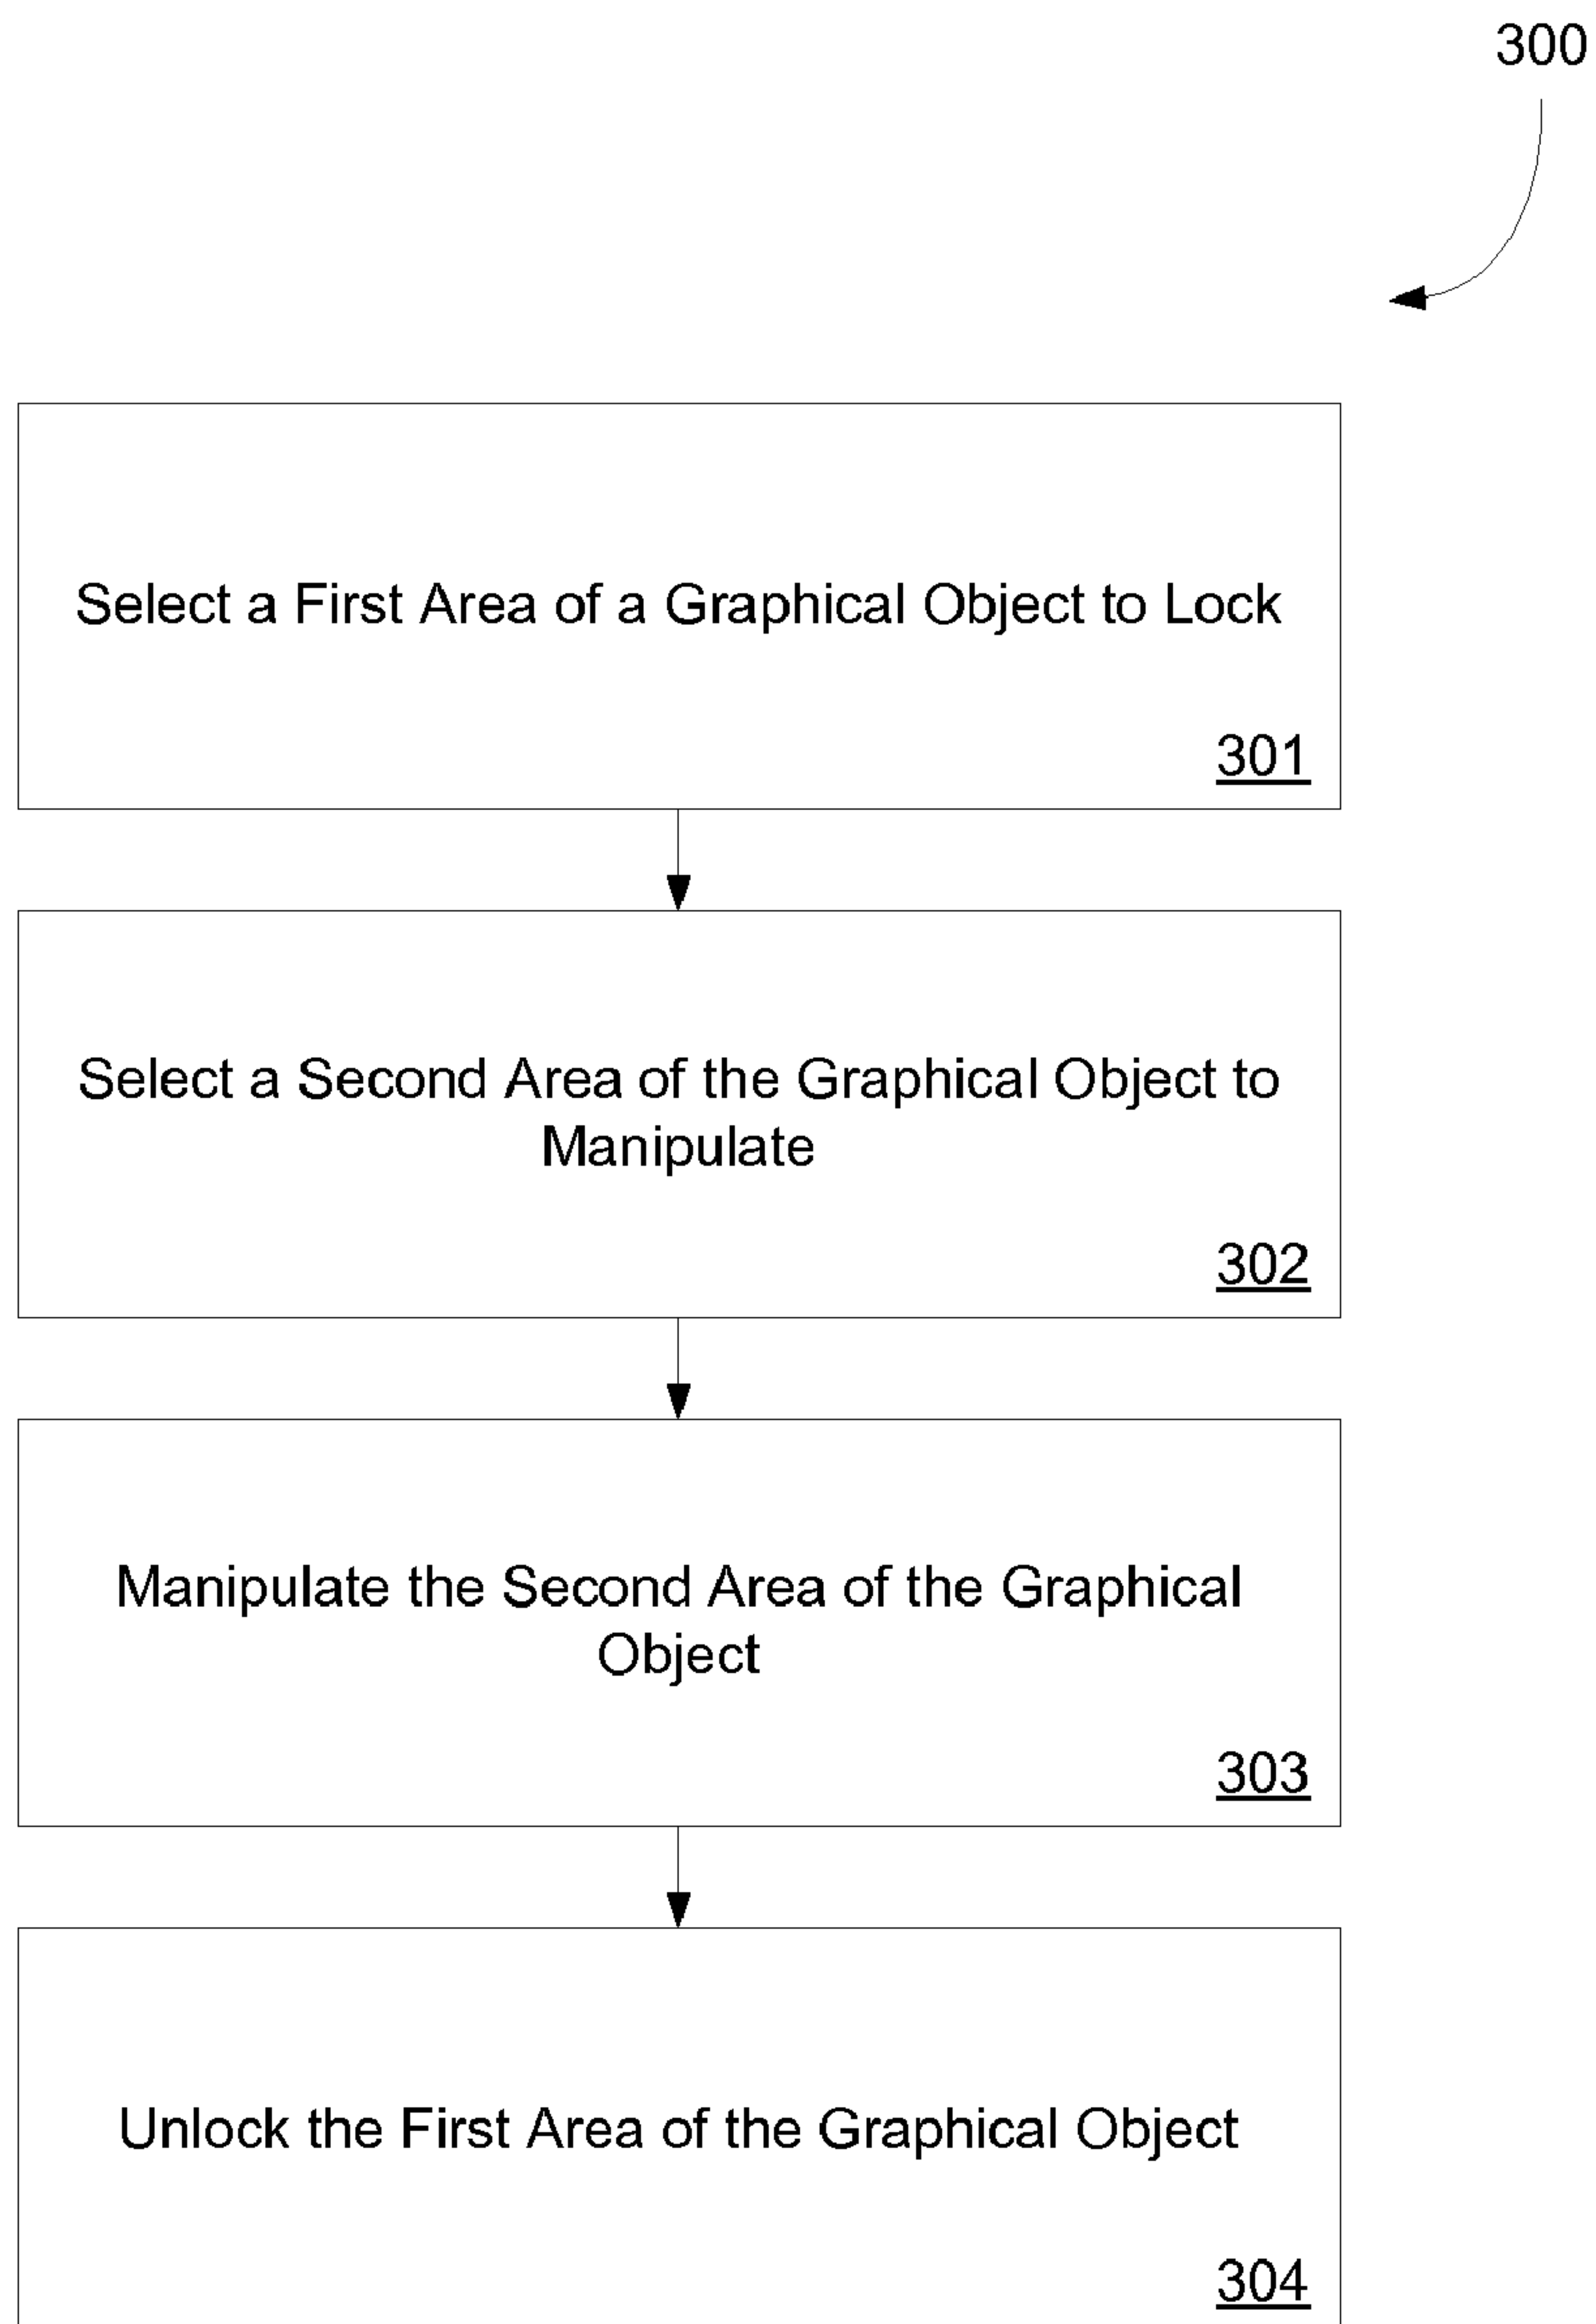 300
Select a First Area of a Graphical Object to Lock
301
Select a Second Area of the Graphical Object to
Manipulate
302
Manipulate the Second Area of the Graphical
Object
303
Unlock the First Area of the Graphical Object
304